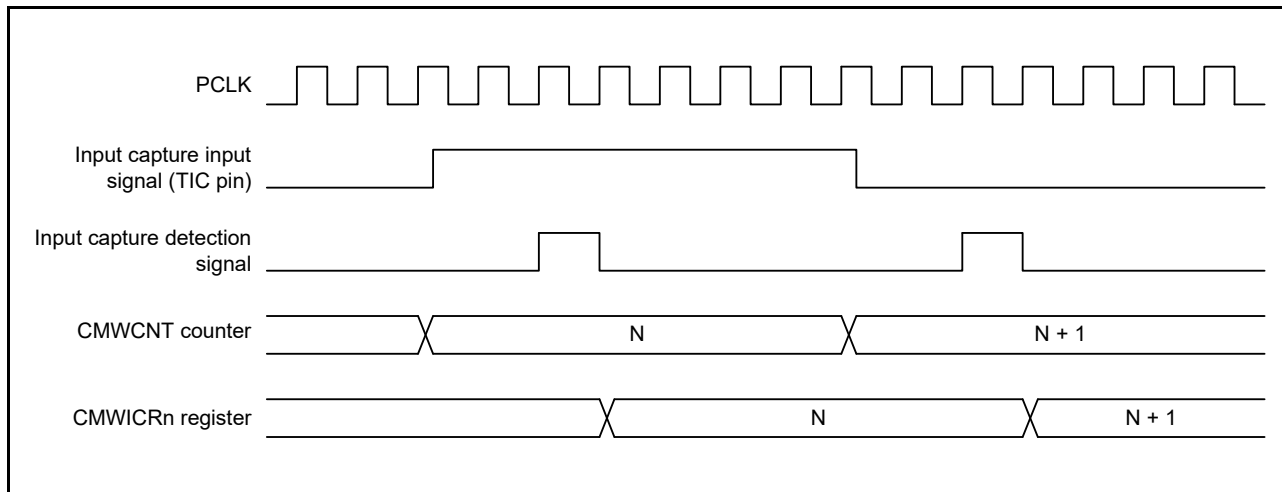 PCLK
Input capture input
signal (TIC pin)
Input capture detection
signal
CMWCNT counter
N
N + 1
CMWICRn register
N
N + 1